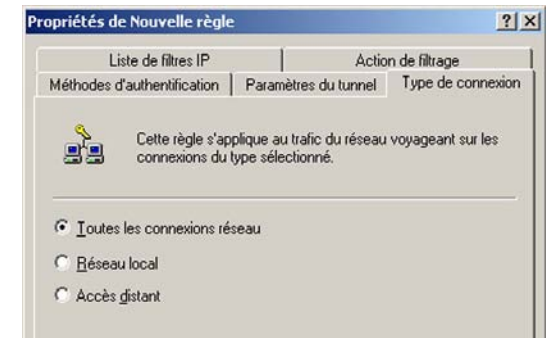 Propriétés de Nouvelle règle
Liste de filtres IP
Action de filtrage
Méthodes d'authentification
Paramètres du tunnel
Type de connexion
Cette règle s'applique au trafic du réseau voyageant sur les
connexions du type sélectionné.
Toutes les connexions réseau
Réseau local
Accès distant